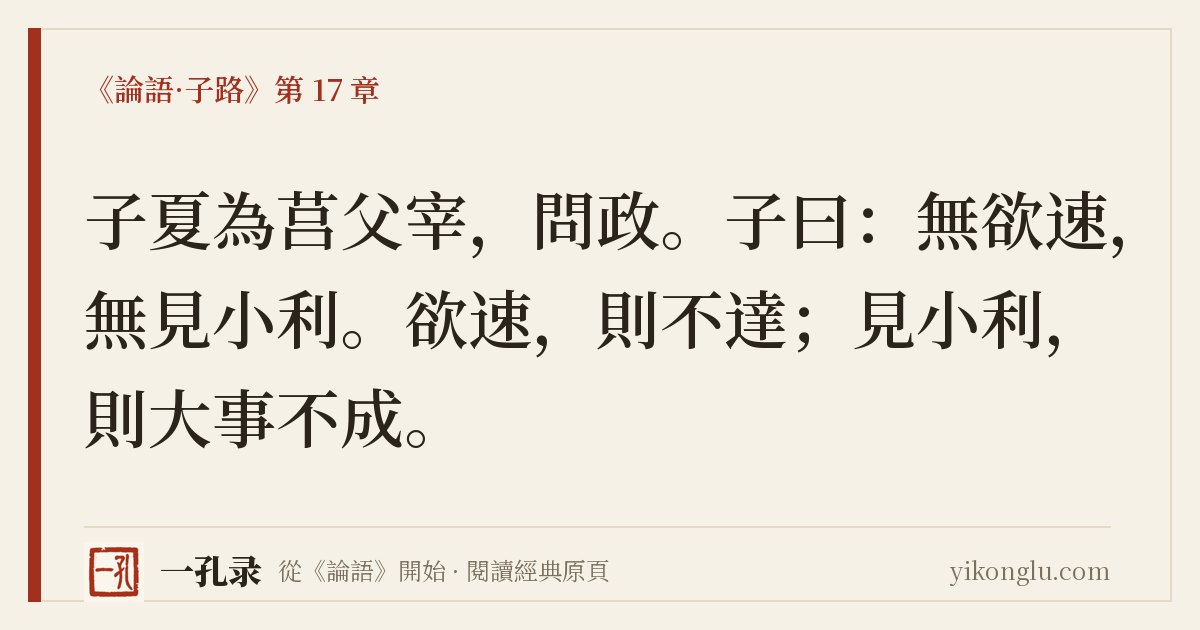 《論語·子路》第 17 章
子夏為莒父宰，問政。子曰：無欲速，
無見小利。欲速，則不達；見小利，
則大事不成。
一孔
一孔录
從《論語》開始 · 閱讀經典原頁
yikonglu.com